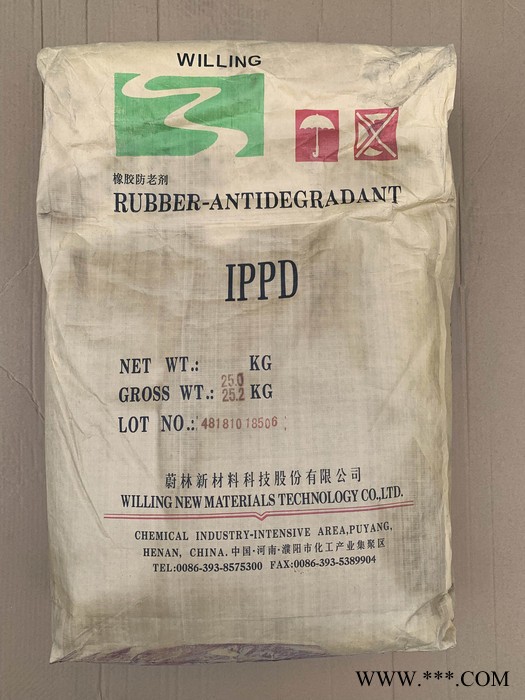 WILLING
橡胶防老剂
RUBBER-ANTIDEGRADANT
IPPD
NET WT.: 25.0 KG
GROSS WT.: 25.2 KG
LOT NO.: 48181018506
蔚林新材料科技股份有限公司
WILLING NEW MATERIALS TECHNOLOGY CO.,LTD.
CHEMICAL INDUSTRY-INTENSIVE AREA,PUYANG,
HENAN, CHINA. 中国·河南·濮阳市化工产业集聚区
TEL:0086-393-8575300 FAX:0086-393-5389904
WWW.***.COM